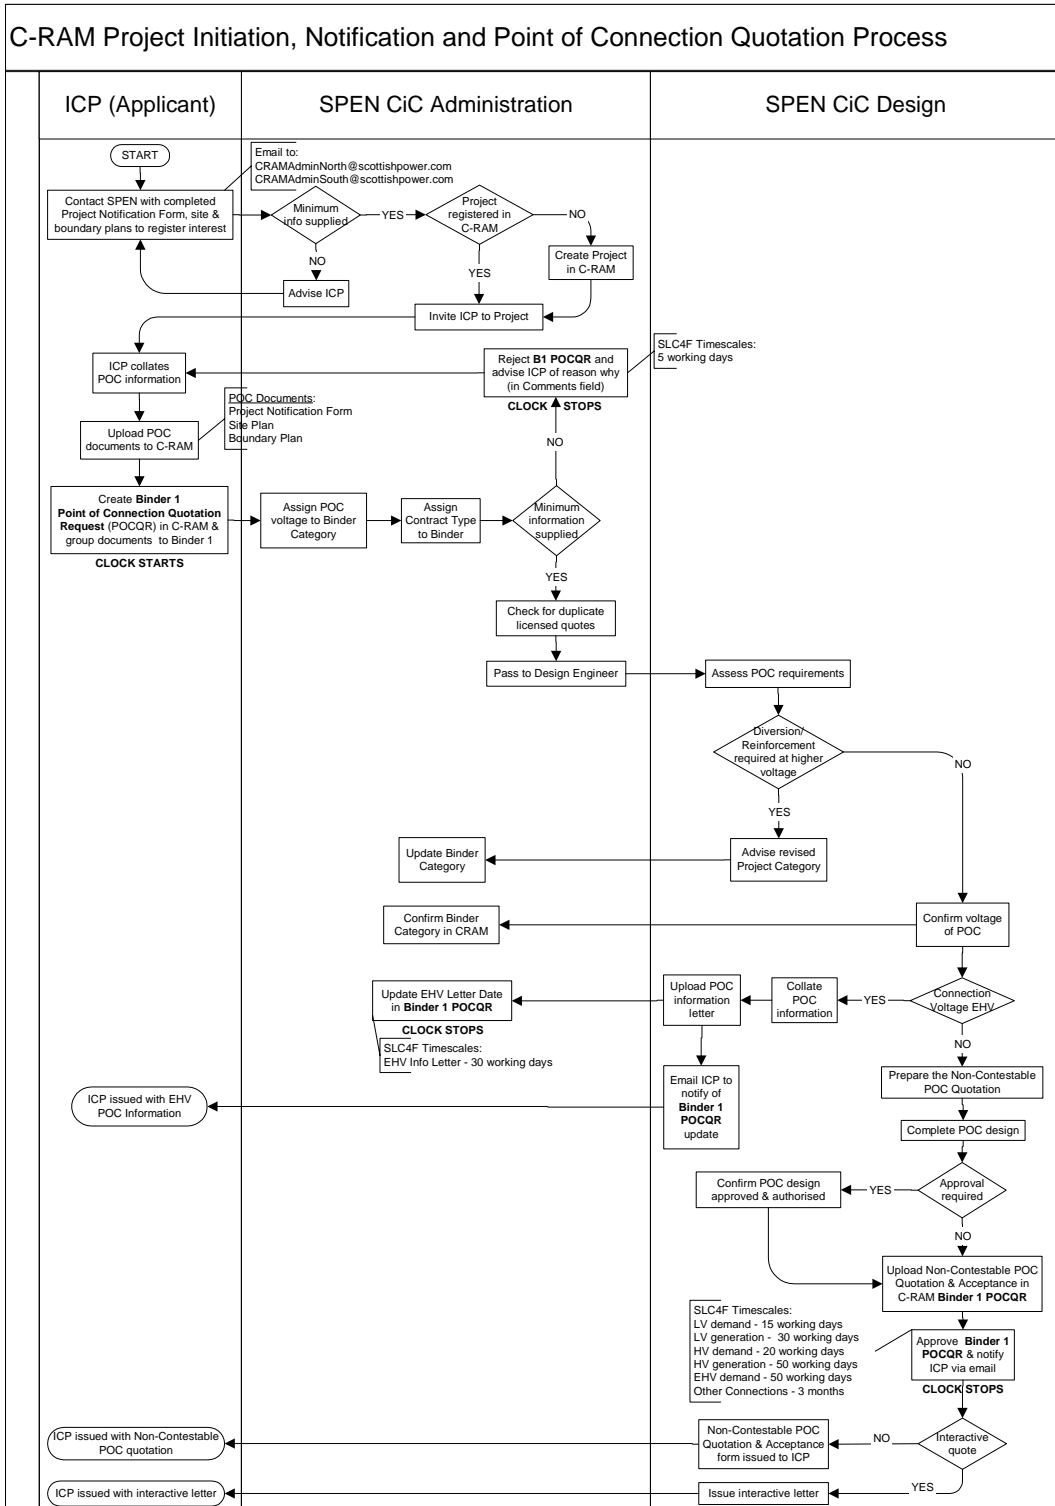 C-RAM Project Initiation, Notification and Point of Connection Quotation Process
ICP (Applicant)
SPEN CiC Administration
SPEN CiC Design
START
Email to:
CRAMAdminNorth@scottishpower.com
CRAMAdminSouth@scottishpower.com
Contact SPEN with completed
Project Notification Form, site &
boundary plans to register interest
Minimum
info supplied
YES
Project
registered in
C-RAM
NO
Create Project
in C-RAM
NO
YES
Advise ICP
Invite ICP to Project
ICP collates
POC information
Reject B1 POCQR and
advise ICP of reason why
(in Comments field)
CLOCK STOPS
SLC4F Timescales:
5 working days
POC Documents:
Project Notification Form
Site Plan
Boundary Plan
Upload POC
documents to C-RAM
NO
Create Binder 1
Point of Connection Quotation
Request (POCQR) in C-RAM &
group documents to Binder 1
CLOCK STARTS
Assign POC
voltage to Binder
Category
Assign
Contract Type
to Binder
Minimum
information
supplied
YES
Check for duplicate
licensed quotes
Pass to Design Engineer
Assess POC requirements
Diversion/
Reinforcement
required at higher
voltage
NO
YES
Advise revised
Project Category
Update Binder
Category
Confirm voltage
of POC
Confirm Binder
Category in CRAM
Connection
Voltage EHV
YES
Collate
POC
information
Upload POC
information
letter
Update EHV Letter Date
in Binder 1 POCQR
CLOCK STOPS
SLC4F Timescales:
EHV Info Letter - 30 working days
NO
Email ICP to
notify of
Binder 1
POCQR
update
ICP issued with EHV
POC Information
Prepare the Non-Contestable
POC Quotation
Complete POC design
Approval
required
YES
Confirm POC design
approved & authorised
NO
Upload Non-Contestable POC
Quotation & Acceptance in
C-RAM Binder 1 POCQR
SLC4F Timescales:
LV demand - 15 working days
LV generation - 30 working days
HV demand - 20 working days
HV generation - 50 working days
EHV demand - 50 working days
Other Connections - 3 months
Approve Binder 1
POCQR & notify
ICP via email
CLOCK STOPS
Interactive
quote
NO
Non-Contestable POC
Quotation & Acceptance
form issued to ICP
ICP issued with Non-Contestable
POC quotation
YES
Issue interactive letter
ICP issued with interactive letter